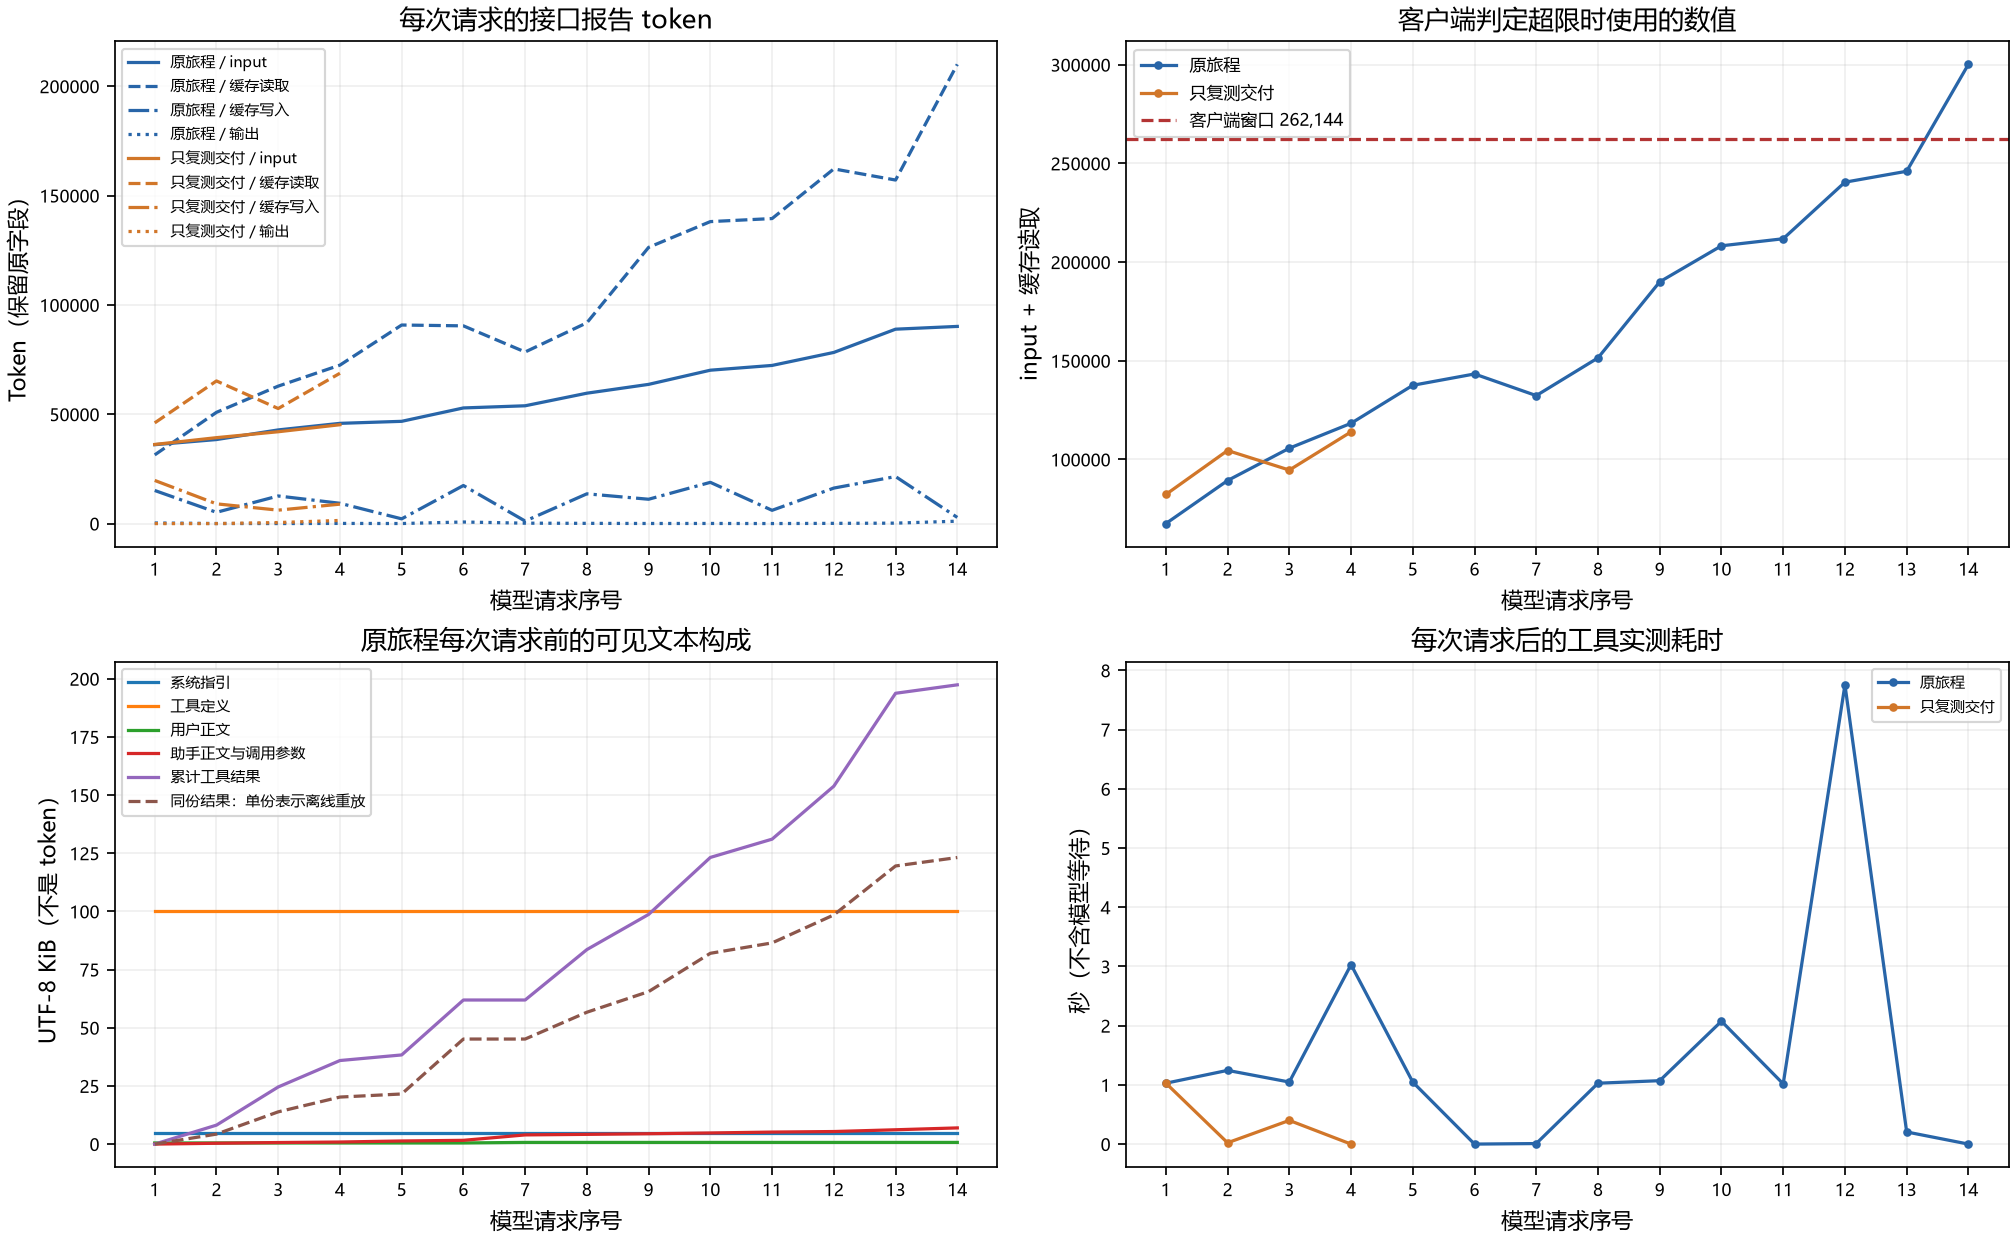 每次请求的接口报告 token
Token（保留原字段）
200000
150000
100000
50000
0
原旅程 / input
原旅程 / 缓存读取
原旅程 / 缓存写入
原旅程 / 输出
只复测交付 / input
只复测交付 / 缓存读取
只复测交付 / 缓存写入
只复测交付 / 输出
1 2 3 4 5 6 7 8 9 10 11 12 13 14
模型请求序号
客户端判定超限时使用的数值
input + 缓存读取
300000
250000
200000
150000
100000
原旅程
只复测交付
客户端窗口 262,144
1 2 3 4 5 6 7 8 9 10 11 12 13 14
模型请求序号
原旅程每次请求前的可见文本构成
UTF-8 KiB（不是 token）
200
175
150
125
100
75
50
25
0
系统指引
工具定义
用户正文
助手正文与调用参数
累计工具结果
同份结果：单份表示离线重放
1 2 3 4 5 6 7 8 9 10 11 12 13 14
模型请求序号
每次请求后的工具实测耗时
秒（不含模型等待）
8
7
6
5
4
3
2
1
0
原旅程
只复测交付
1 2 3 4 5 6 7 8 9 10 11 12 13 14
模型请求序号